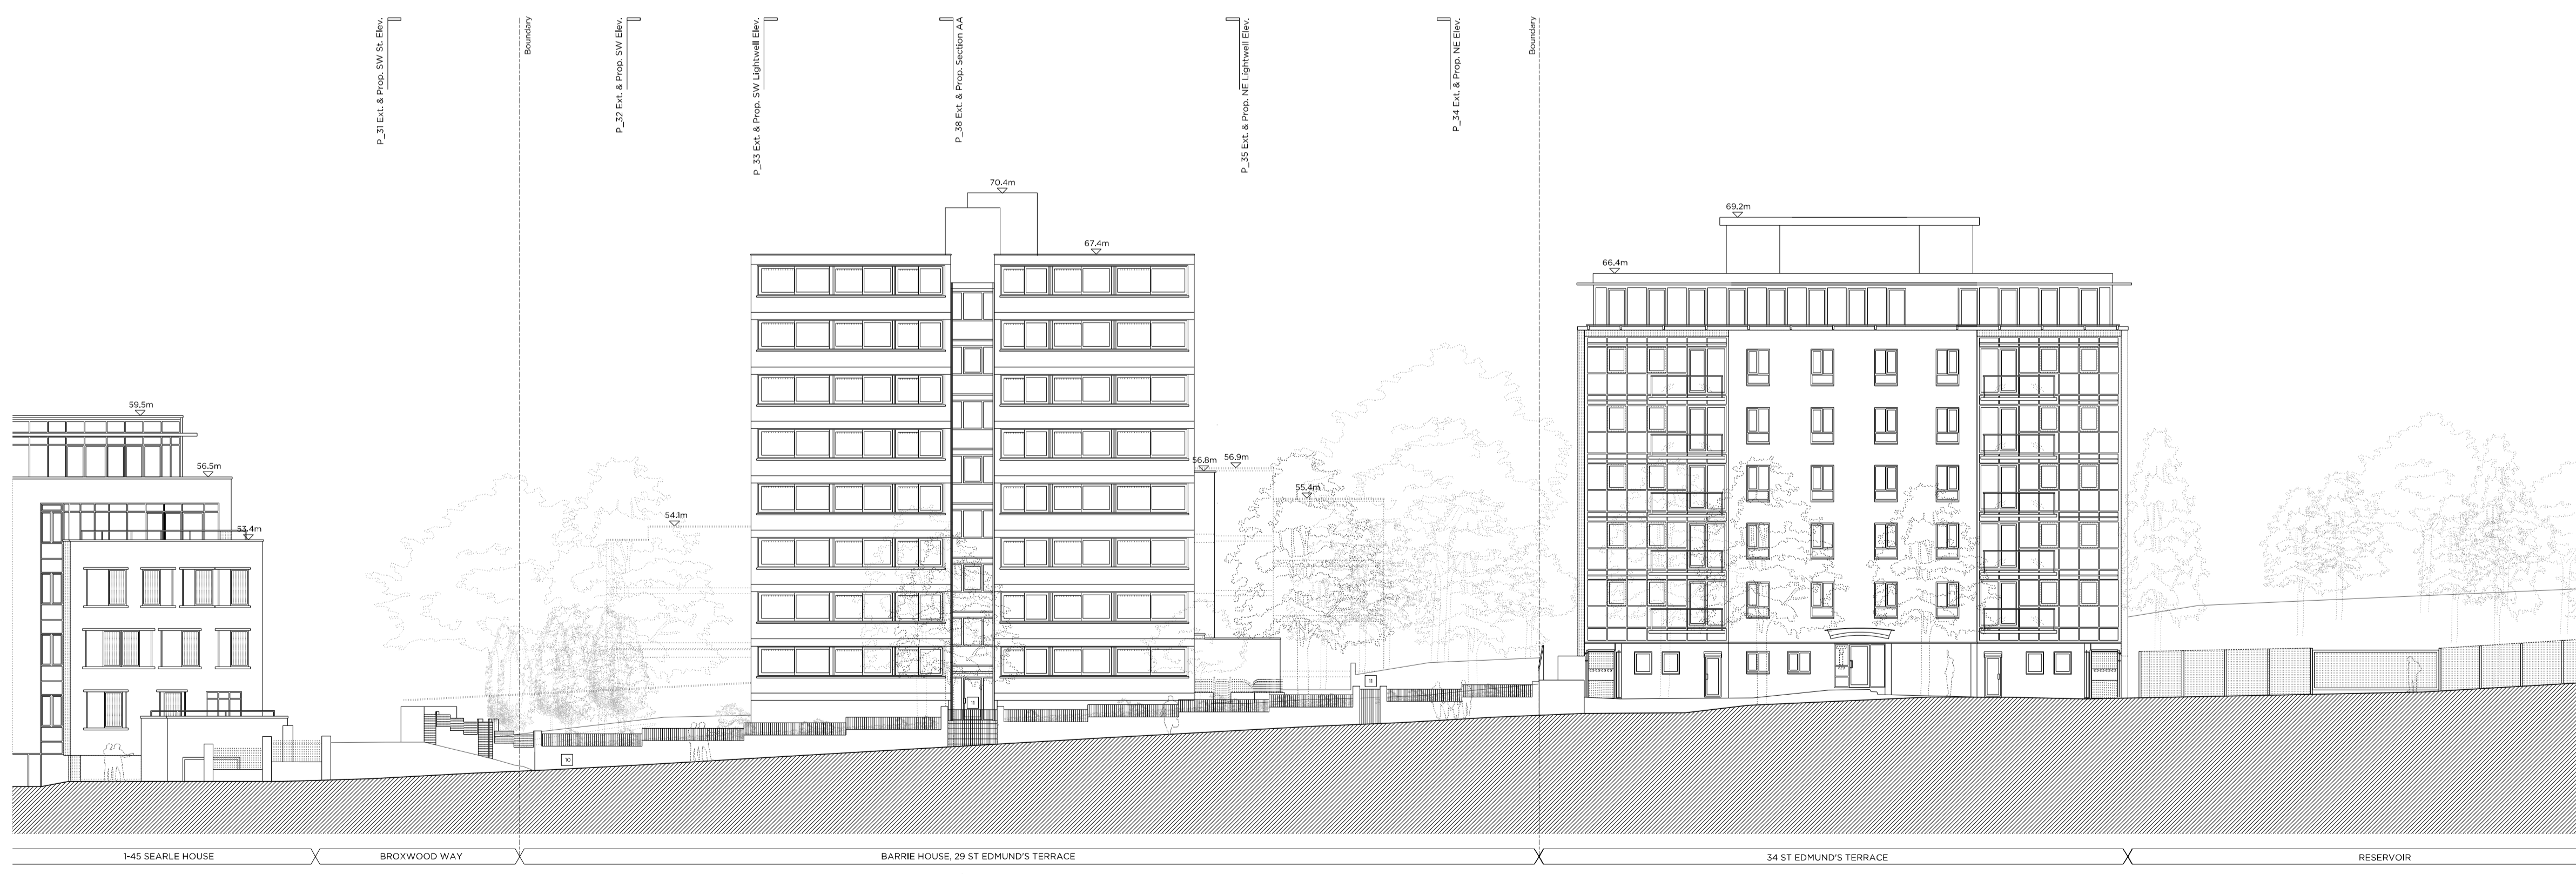 P_31 Ext. & Prop. SW St. Elev.
Boundary
P_32 Ext. & Prop. SW Elev.
P_33 Ext. & Prop. SW Lightwell Elev.
P_38 Ext. & Prop. Section AA
P_35 Ext. & Prop. NE Lightwell Elev.
P_34 Ext. & Prop. NE Elev.
Boundary
70.4m
69.2m
67.4m
66.4m
59.5m
56.5m
56.8m
56.9m
55.4m
54.1m
53.4m
10
1-45 SEARLE HOUSE
BROXWOOD WAY
BARRIE HOUSE, 29 ST EDMUND'S TERRACE
34 ST EDMUND'S TERRACE
RESERVOIR